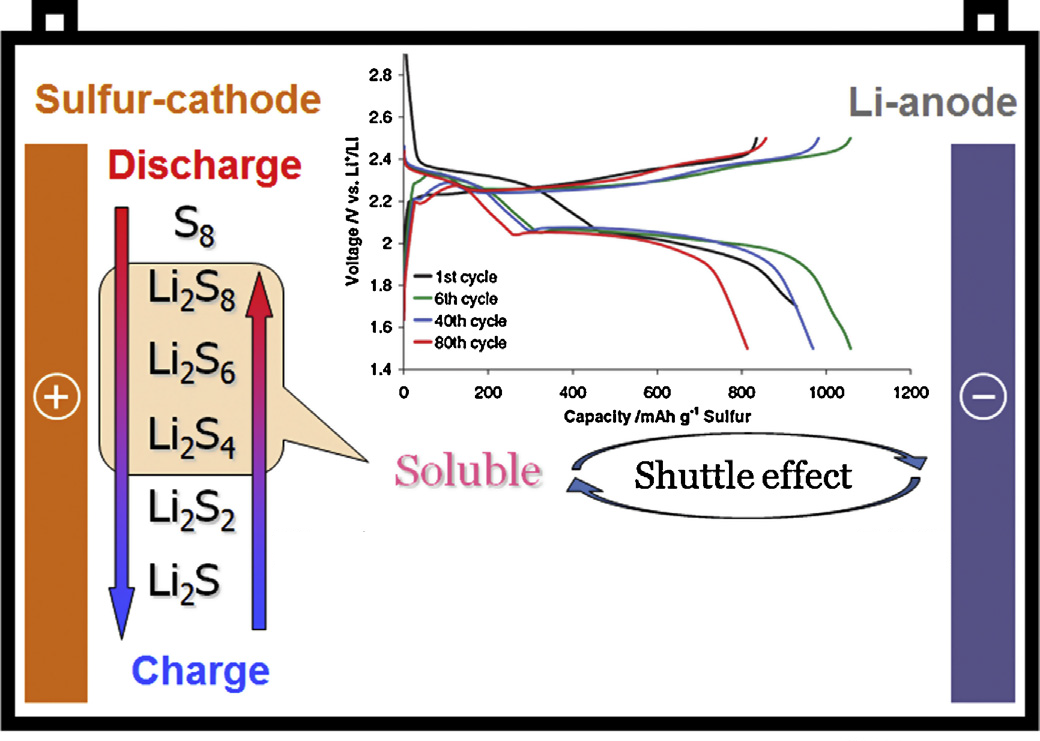 Sulfur-cathode
Li-anode
Discharge
S8
Li2S8
Li2S6
Li2S4
Li2S2
Li2S
Charge
+
−
Voltage /V vs. Li+/Li
2.8
2.6
2.4
2.2
2
1.8
1.6
1.4
1st cycle
6th cycle
40th cycle
80th cycle
0 200 400 600 800 1000 1200
Capacity /mAh g-1 Sulfur
Soluble
Shuttle effect